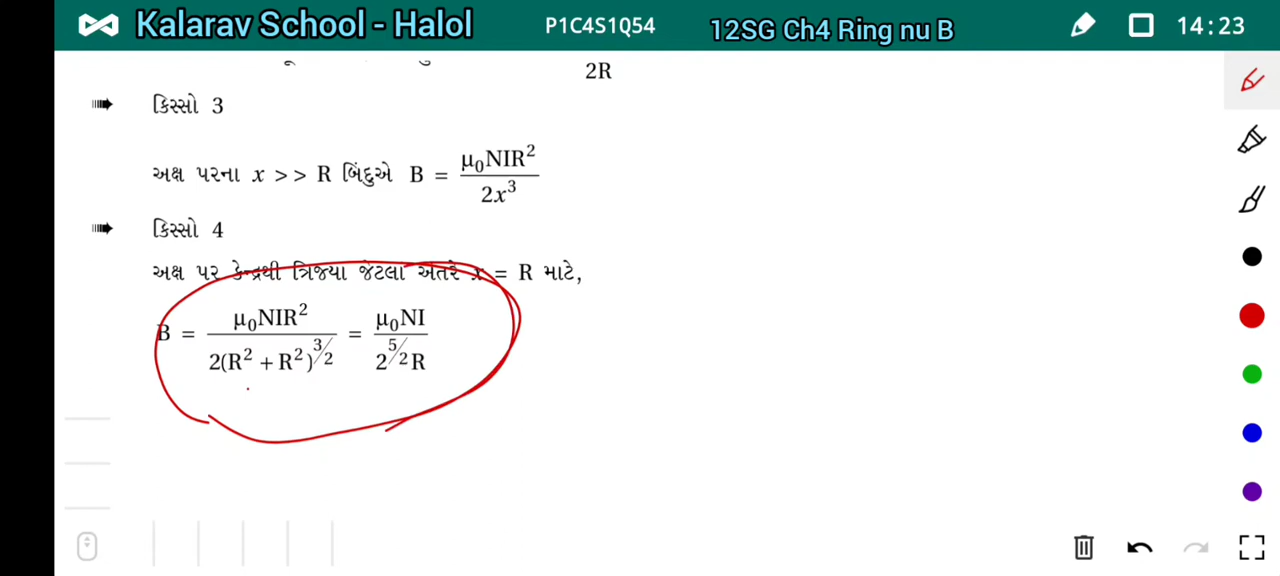 Kalarav School - Halol P1C4S1Q54 12SG Ch4 Ring nu B 14:23
2R
કિસ્સો 3
અક્ષ પરના x >> R બિંદુએ B = μ₀NIR² / 2x³
કિસ્સો 4
અક્ષ પર કેન્દ્રથી ત્રિજ્યા જેટલા અંતરે x = R માટે,
B = μ₀NIR² / 2(R² + R²)^3/2 = μ₀NI / 2^5/2 R